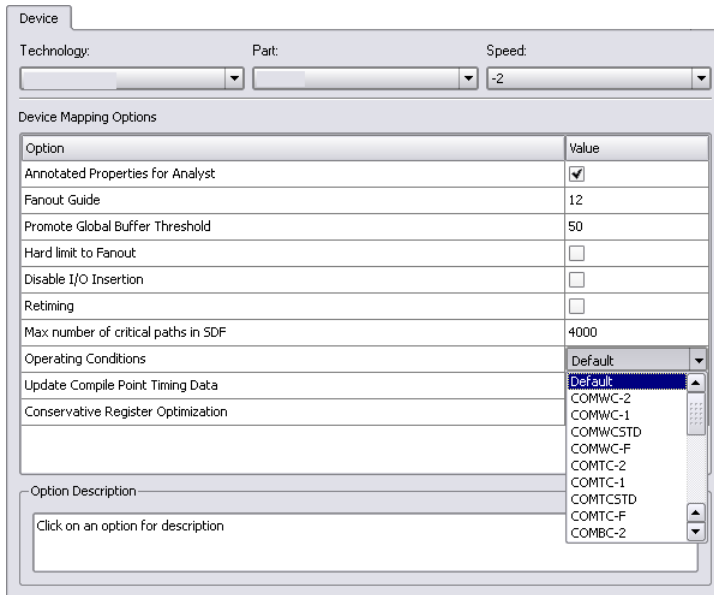 Device
Technology: Part: Speed:
-2
Device Mapping Options
Option Value
Annotated Properties for Analyst
Fanout Guide 12
Promote Global Buffer Threshold 50
Hard limit to Fanout
Disable I/O Insertion
Retiming
Max number of critical paths in SDF 4000
Operating Conditions Default
Update Compile Point Timing Data Default
Conservative Register Optimization COMWC-2
COMWC-1
COMWCSTD
COMWC-F
COMTC-2
COMTC-1
COMTCSTD
COMTC-F
COMBC-2
Option Description
Click on an option for description